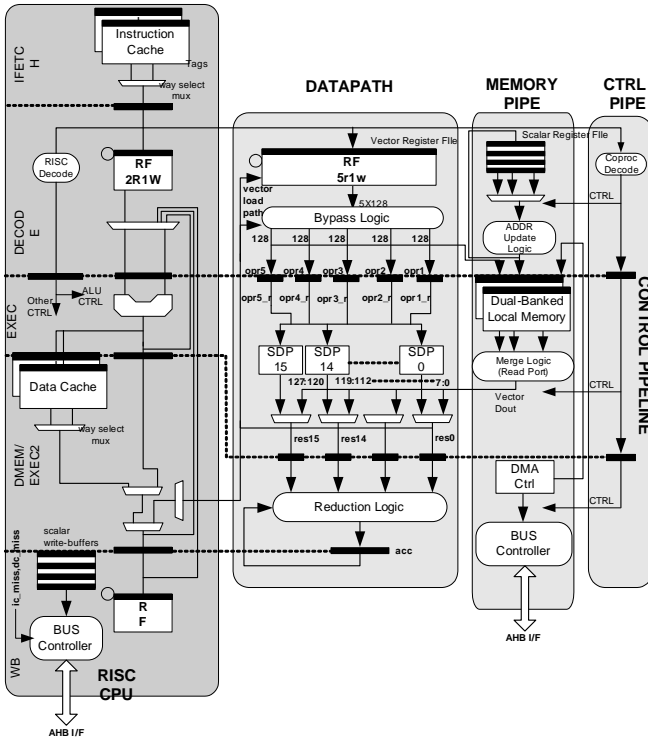 IFETC
H
Instruction
Cache
Tags
way select
mux
RISC
Decode
RF
2R1W
DECOD
E
Other
CTRL
ALU
CTRL
EXEC
Data Cache
way select
mux
DMEM/
EXEC2
scalar
write-buffers
ic_miss,dc_miss
R
F
BUS
Controller
WB
RISC
CPU
AHB I/F
DATAPATH
Vector Register FIle
RF
5r1w
vector
load
path
5X128
Bypass Logic
128 128 128 128 128
opr5 opr4 opr3 opr2 opr1
opr5_r opr4_r opr3_r opr2_r opr1_r
SDP
15
SDP
14
SDP
0
127:120 119:112 7:0
res15 res14 res0
Reduction Logic
acc
MEMORY
PIPE
Scalar Register FIle
ADDR
Update
Logic
Dual-Banked
Local Memory
Merge Logic
(Read Port)
Vector
Dout
DMA
Ctrl
BUS
Controller
AHB I/F
CTRL
PIPE
Coproc
Decode
CTRL
CTRL
CTRL
CONTROL PIPELINE